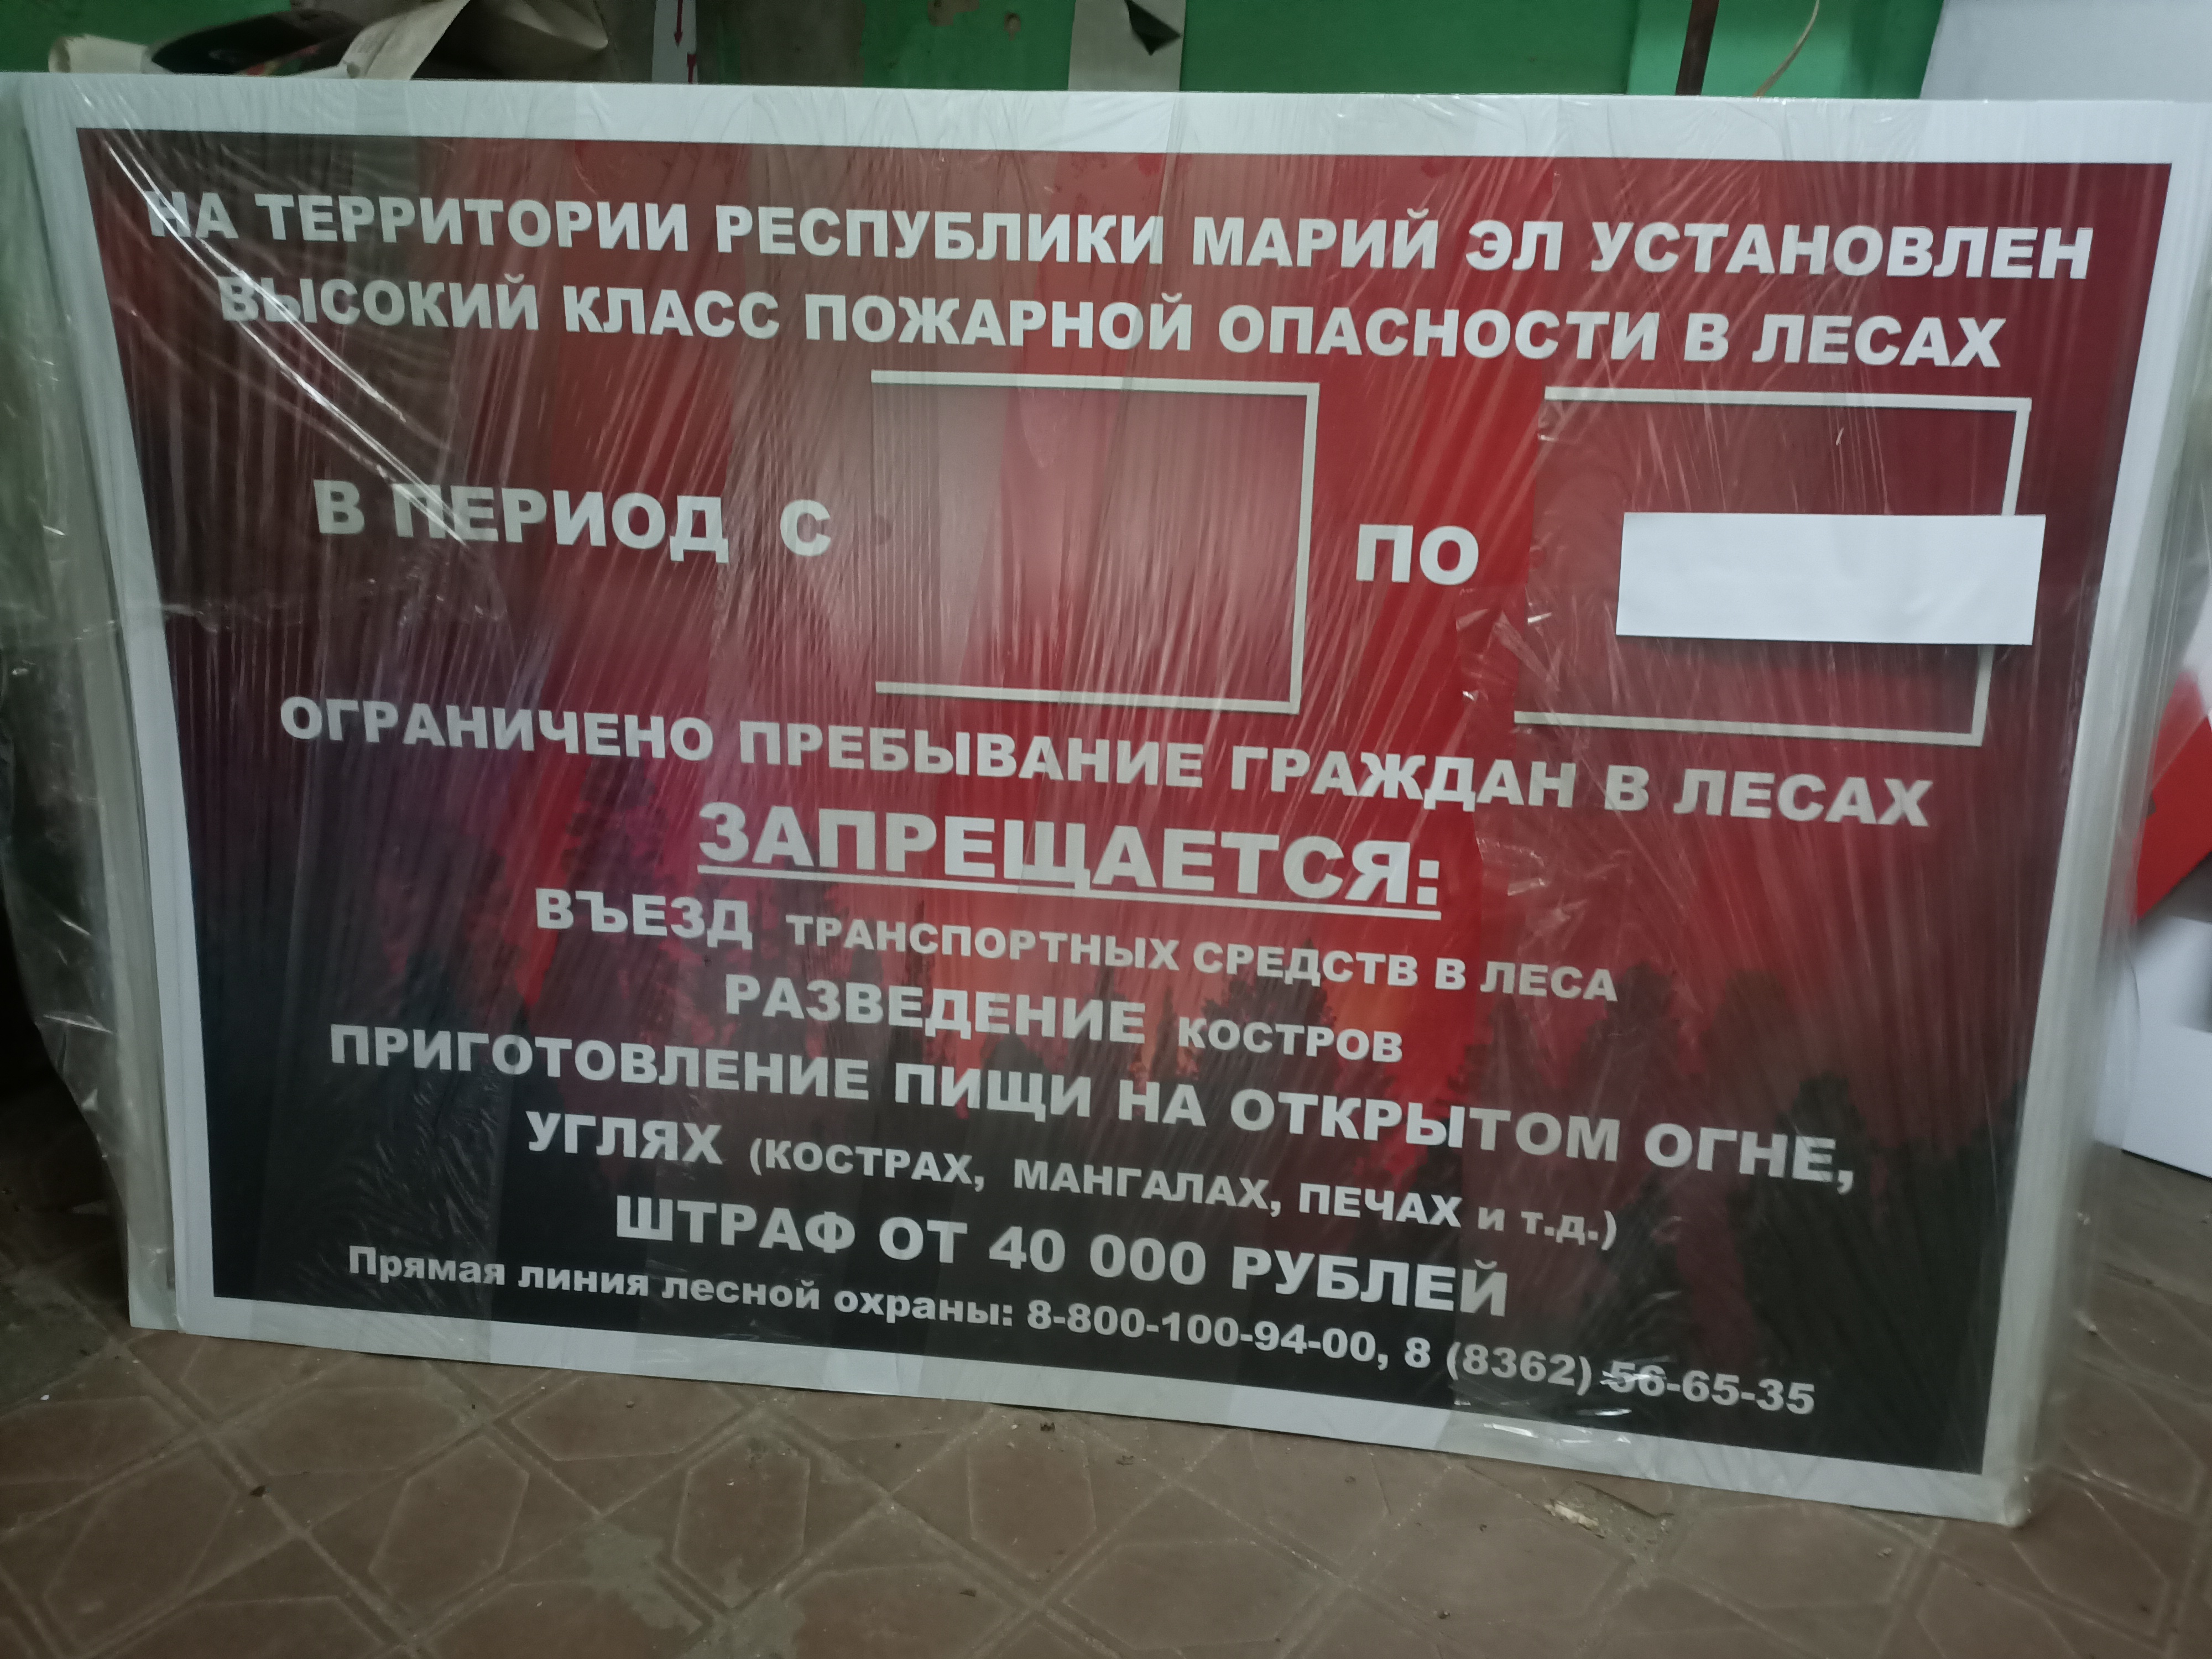 НА ТЕРРИТОРИИ РЕСПУБЛИКИ МАРИЙ ЭЛ УСТАНОВЛЕН
ВЫСОКИЙ КЛАСС ПОЖАРНОЙ ОПАСНОСТИ В ЛЕСАХ
В ПЕРИОД С ПО
ОГРАНИЧЕНО ПРЕБЫВАНИЕ ГРАЖДАН В ЛЕСАХ
ЗАПРЕЩАЕТСЯ:
ВЪЕЗД ТРАНСПОРТНЫХ СРЕДСТВ В ЛЕСА
РАЗВЕДЕНИЕ КОСТРОВ
ПРИГОТОВЛЕНИЕ ПИЩИ НА ОТКРЫТОМ ОГНЕ,
УГЛЯХ (КОСТРАХ, МАНГАЛАХ, ПЕЧАХ и т.д.)
ШТРАФ ОТ 40 000 РУБЛЕЙ
Прямая линия лесной охраны: 8-800-100-94-00, 8 (8362) 56-65-35